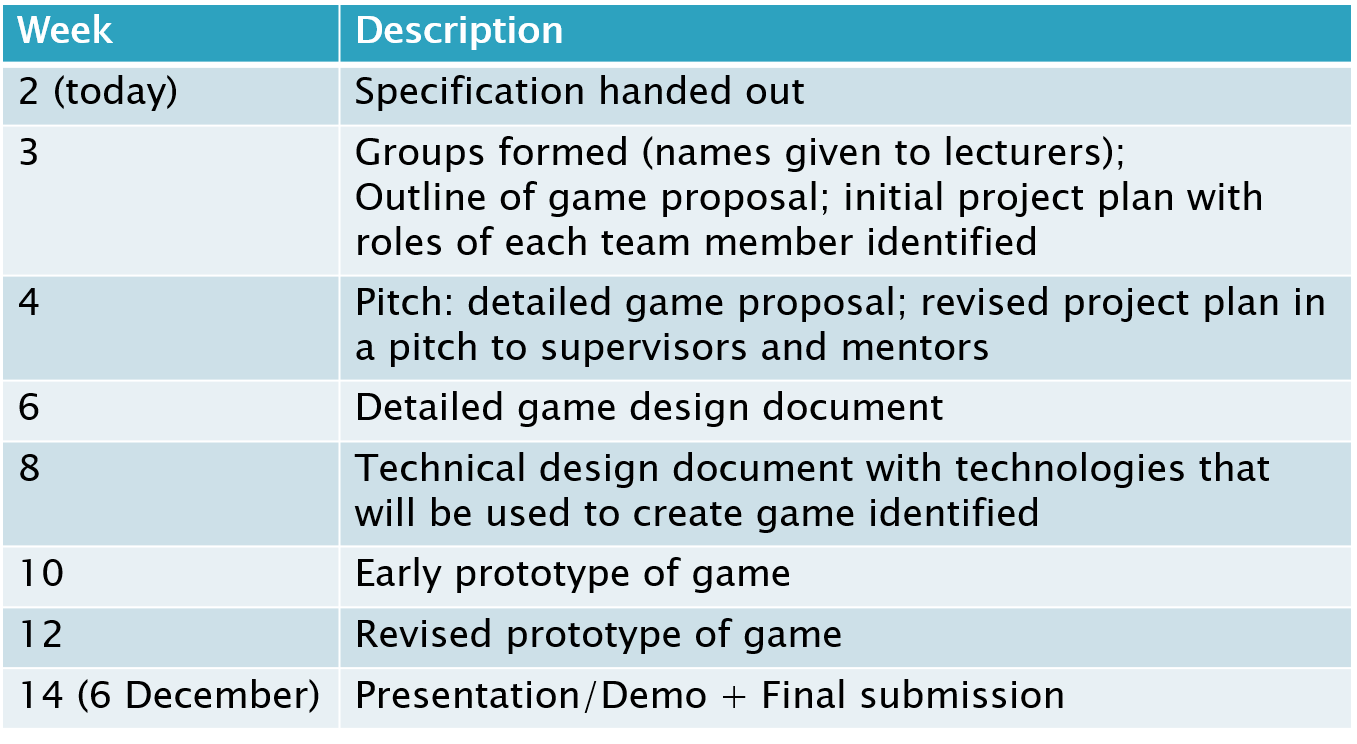 Week Description
2 (today) Specification handed out
3 Groups formed (names given to lecturers);
Outline of game proposal; initial project plan with
roles of each team member identified
4 Pitch: detailed game proposal; revised project plan in
a pitch to supervisors and mentors
6 Detailed game design document
8 Technical design document with technologies that
will be used to create game identified
10 Early prototype of game
12 Revised prototype of game
14 (6 December) Presentation/Demo + Final submission